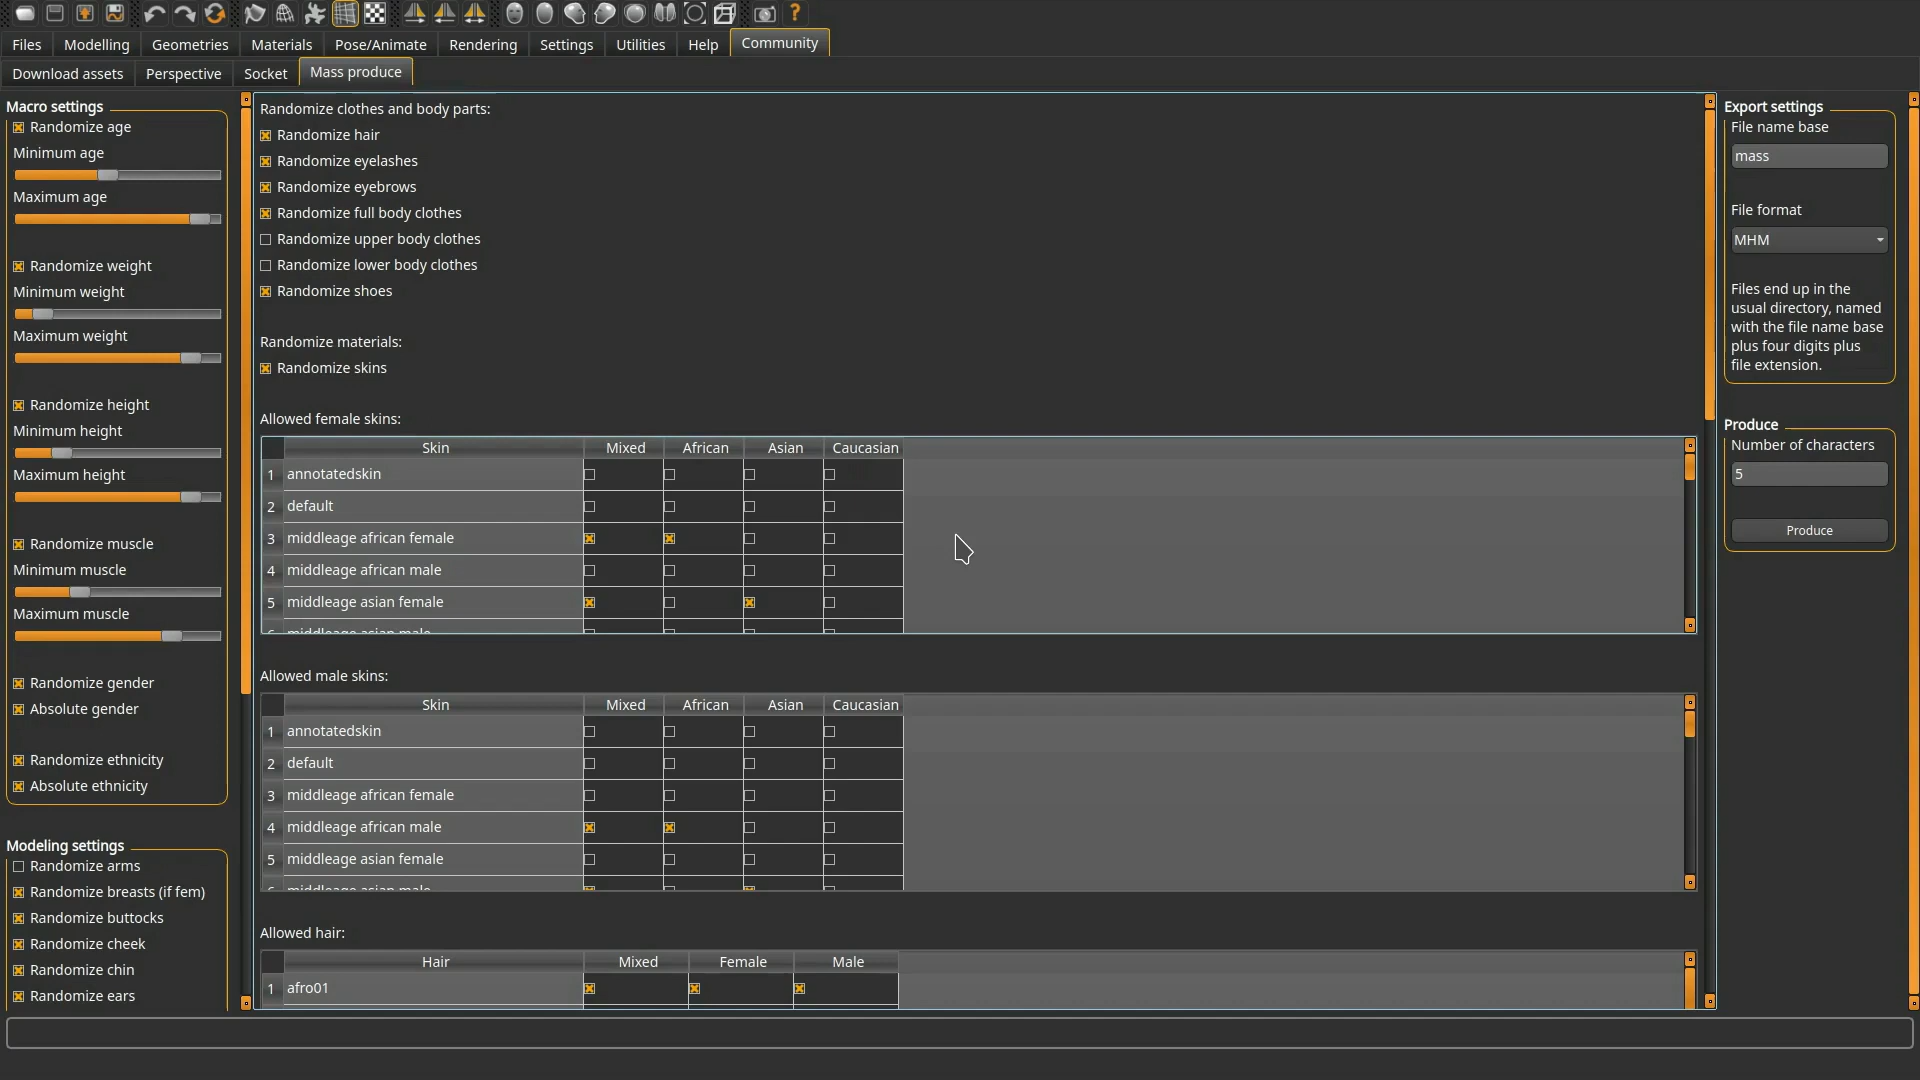 Files Modelling Geometries Materials Pose/Animate Rendering Settings Utilities Help Community
Download assets Perspective Socket Mass produce
Macro settings
Randomize age
Minimum age
Maximum age
Randomize weight
Minimum weight
Maximum weight
Randomize height
Minimum height
Maximum height
Randomize muscle
Minimum muscle
Maximum muscle
Randomize gender
Absolute gender
Randomize ethnicity
Absolute ethnicity
Modeling settings
Randomize arms
Randomize breasts (if fem)
Randomize buttocks
Randomize cheek
Randomize chin
Randomize ears
Randomize clothes and body parts:
Randomize hair
Randomize eyelashes
Randomize eyebrows
Randomize full body clothes
Randomize upper body clothes
Randomize lower body clothes
Randomize shoes
Randomize materials:
Randomize skins
Allowed female skins:
Skin Mixed African Asian Caucasian
1 annotatedskin
2 default
3 middleage african female
4 middleage african male
5 middleage asian female
6 middleage asian male
Allowed male skins:
Skin Mixed African Asian Caucasian
1 annotatedskin
2 default
3 middleage african female
4 middleage african male
5 middleage asian female
6 middleage asian male
Allowed hair:
Hair Mixed Female Male
1 afro01
Export settings
File name base
mass
File format
MHM
Files end up in the
usual directory, named
with the file name base
plus four digits plus
file extension.
Produce
Number of characters
5
Produce